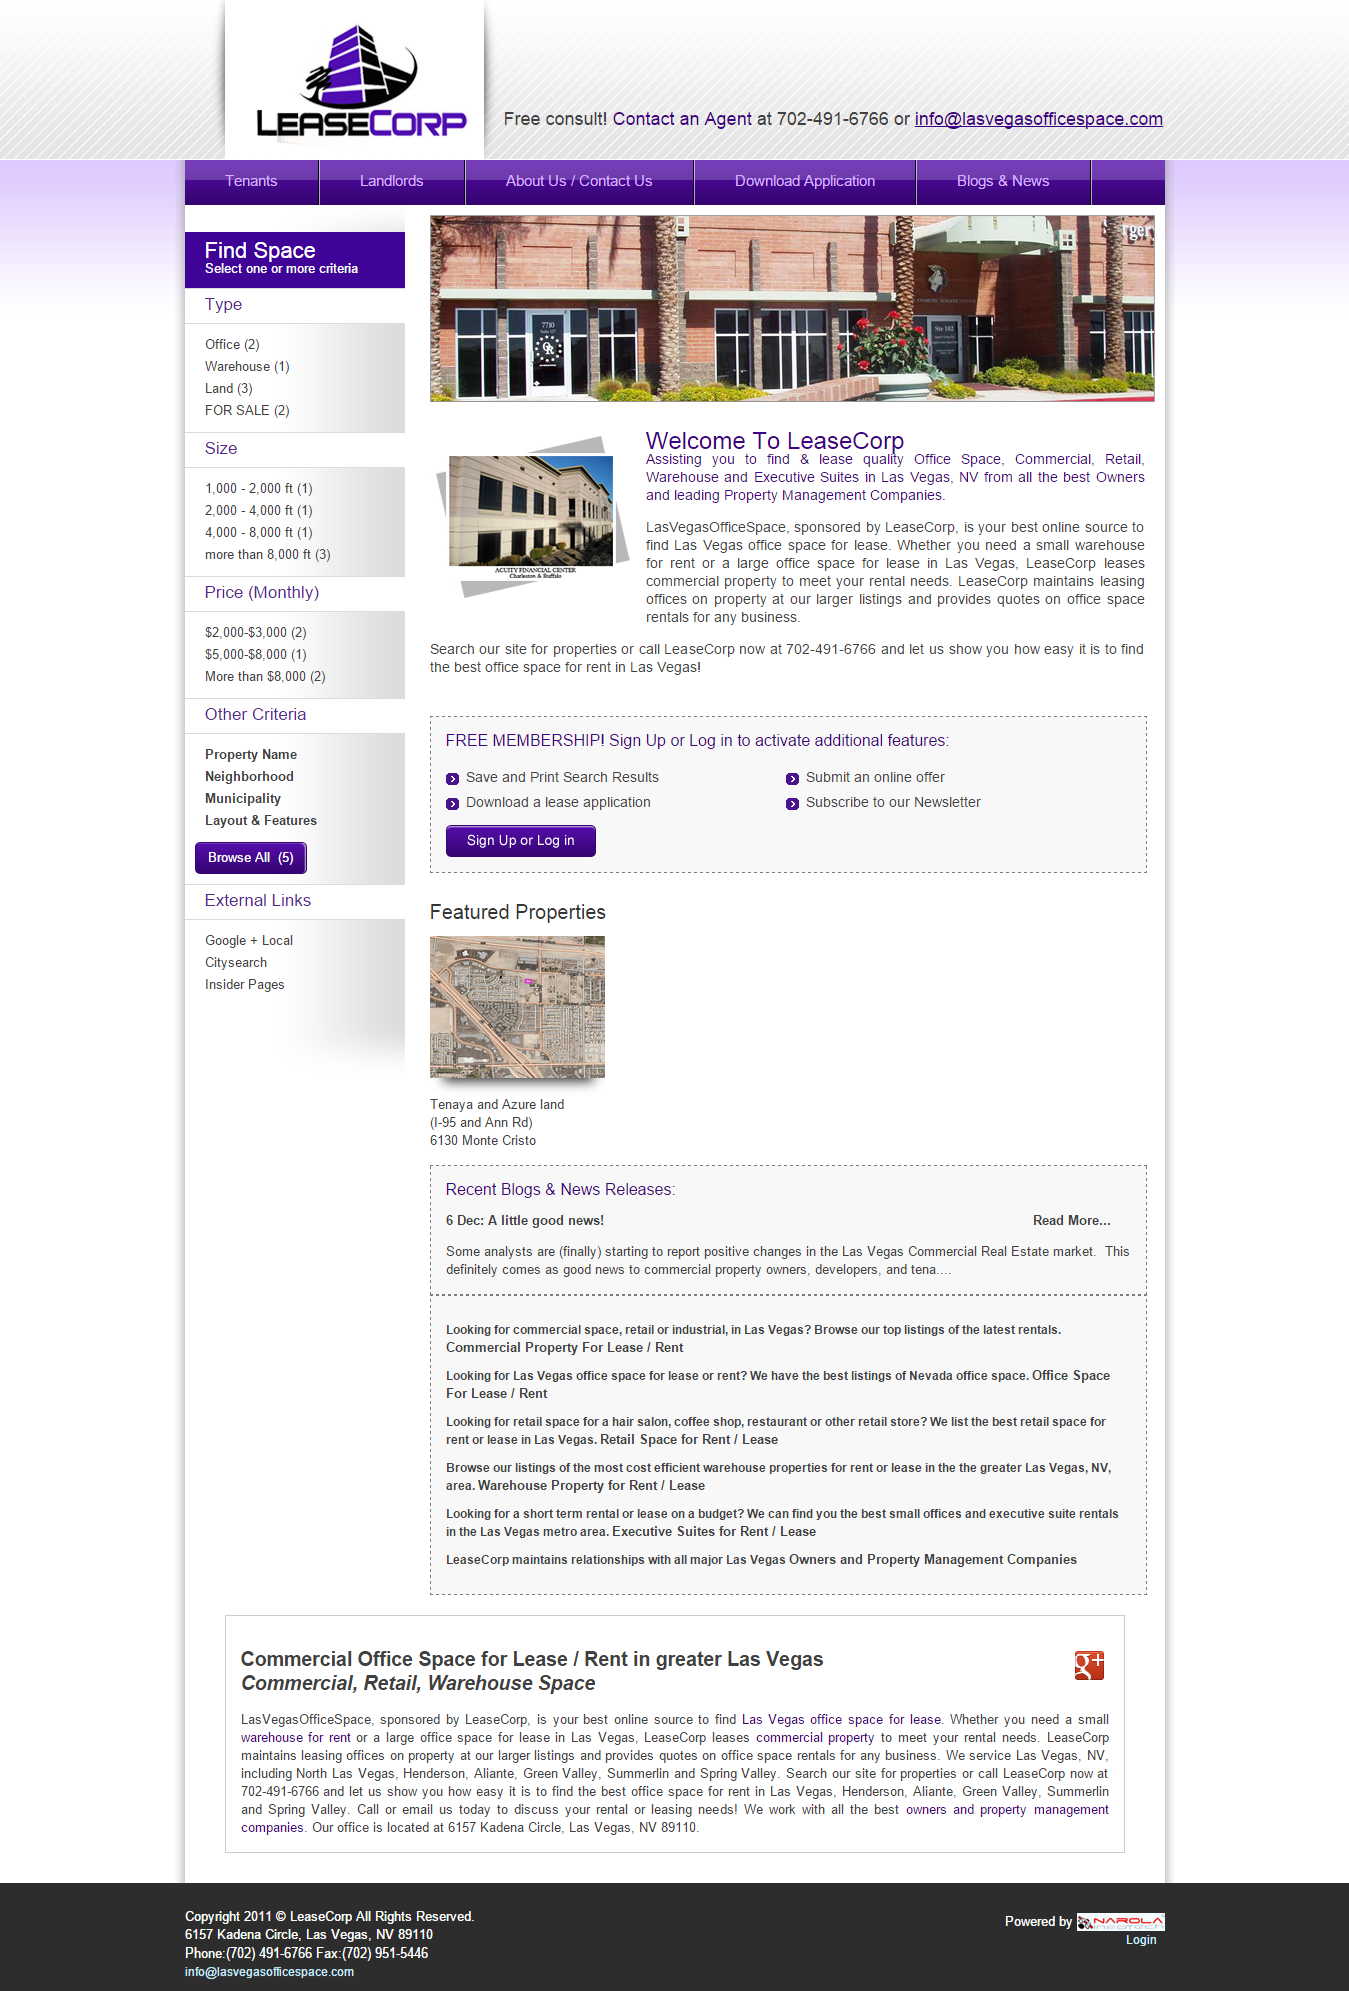 LEASECORP
Free consult! Contact an Agent at 702-491-6766 or info@lasvegasofficespace.com
Tenants
Landlords
About Us / Contact Us
Download Application
Blogs & News
Find Space
Select one or more criteria
Type
Office (2)
Warehouse (1)
Land (3)
FOR SALE (2)
Size
1,000 - 2,000 ft (1)
2,000 - 4,000 ft (1)
4,000 - 8,000 ft (1)
more than 8,000 ft (3)
Price (Monthly)
$2,000-$3,000 (2)
$5,000-$8,000 (1)
More than $8,000 (2)
Other Criteria
Property Name
Neighborhood
Municipality
Layout & Features
Browse All (5)
External Links
Google + Local
Citysearch
Insider Pages
rgery
7710
Ste 102
Welcome To LeaseCorp
Assisting you to find & lease quality Office Space, Commercial, Retail,
Warehouse and Executive Suites in Las Vegas, NV from all the best Owners
and leading Property Management Companies.
ACUITY FINANCIAL CENTER
Charleston & Buffalo
LasVegasOfficeSpace, sponsored by LeaseCorp, is your best online source to
find Las Vegas office space for lease. Whether you need a small warehouse
for rent or a large office space for lease in Las Vegas, LeaseCorp leases
commercial property to meet your rental needs. LeaseCorp maintains leasing
offices on property at our larger listings and provides quotes on office space
rentals for any business.
Search our site for properties or call LeaseCorp now at 702-491-6766 and let us show you how easy it is to find
the best office space for rent in Las Vegas!
FREE MEMBERSHIP! Sign Up or Log in to activate additional features:
Save and Print Search Results
Submit an online offer
Download a lease application
Subscribe to our Newsletter
Sign Up or Log in
Featured Properties
Tenaya and Azure land
(I-95 and Ann Rd)
6130 Monte Cristo
Recent Blogs & News Releases:
6 Dec: A little good news!
Read More...
Some analysts are (finally) starting to report positive changes in the Las Vegas Commercial Real Estate market.  This
definitely comes as good news to commercial property owners, developers, and tena....
Looking for commercial space, retail or industrial, in Las Vegas? Browse our top listings of the latest rentals.
Commercial Property For Lease / Rent
Looking for Las Vegas office space for lease or rent? We have the best listings of Nevada office space. Office Space
For Lease / Rent
Looking for retail space for a hair salon, coffee shop, restaurant or other retail store? We list the best retail space for
rent or lease in Las Vegas. Retail Space for Rent / Lease
Browse our listings of the most cost efficient warehouse properties for rent or lease in the the greater Las Vegas, NV,
area. Warehouse Property for Rent / Lease
Looking for a short term rental or lease on a budget? We can find you the best small offices and executive suite rentals
in the Las Vegas metro area. Executive Suites for Rent / Lease
LeaseCorp maintains relationships with all major Las Vegas Owners and Property Management Companies
Commercial Office Space for Lease / Rent in greater Las Vegas
Commercial, Retail, Warehouse Space
g+
LasVegasOfficeSpace, sponsored by LeaseCorp, is your best online source to find Las Vegas office space for lease. Whether you need a small
warehouse for rent or a large office space for lease in Las Vegas, LeaseCorp leases commercial property to meet your rental needs. LeaseCorp
maintains leasing offices on property at our larger listings and provides quotes on office space rentals for any business. We service Las Vegas, NV,
including North Las Vegas, Henderson, Aliante, Green Valley, Summerlin and Spring Valley. Search our site for properties or call LeaseCorp now at
702-491-6766 and let us show you how easy it is to find the best office space for rent in Las Vegas, Henderson, Aliante, Green Valley, Summerlin
and Spring Valley. Call or email us today to discuss your rental or leasing needs! We work with all the best owners and property management
companies. Our office is located at 6157 Kadena Circle, Las Vegas, NV 89110.
Copyright 2011 © LeaseCorp All Rights Reserved.
6157 Kadena Circle, Las Vegas, NV 89110
Phone:(702) 491-6766 Fax:(702) 951-5446
info@lasvegasofficespace.com
Powered by NAROLA INFOTECH
Login